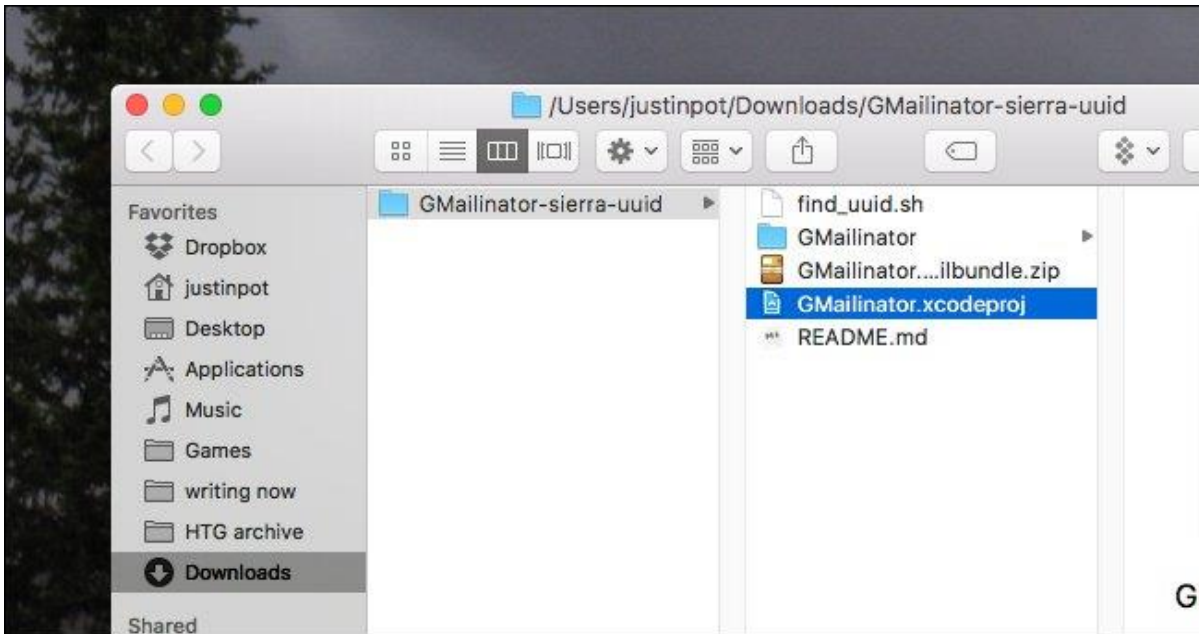 /Users/justinpot/Downloads/GMailinator-sierra-uuid
Favorites
Dropbox
justinpot
Desktop
Applications
Music
Games
writing now
HTG archive
Downloads
Shared
GMailinator-sierra-uuid
find_uuid.sh
GMailinator
GMailinator....ilbundle.zip
GMailinator.xcodeproj
README.md
G